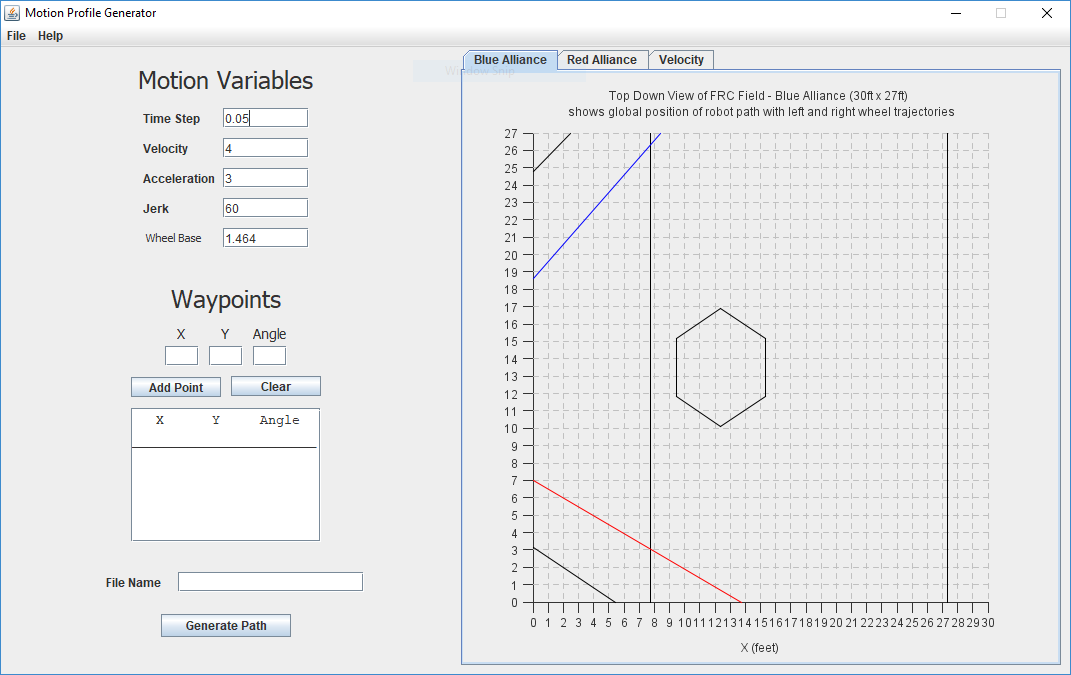 Motion Profile Generator
File Help
Motion Variables
Time Step 0.05
Velocity 4
Acceleration 3
Jerk 60
Wheel Base 1.464
Waypoints
X Y Angle
Add Point Clear
X Y Angle
File Name
Generate Path
Blue Alliance Red Alliance Velocity
Top Down View of FRC Field - Blue Alliance (30ft x 27ft)
shows global position of robot path with left and right wheel trajectories
27
26
25
24
23
22
21
20
19
18
17
16
15
14
13
12
11
10
9
8
7
6
5
4
3
2
1
0
0 1 2 3 4 5 6 7 8 9 10 11 12 13 14 15 16 17 18 19 20 21 22 23 24 25 26 27 28 29 30
X (feet)